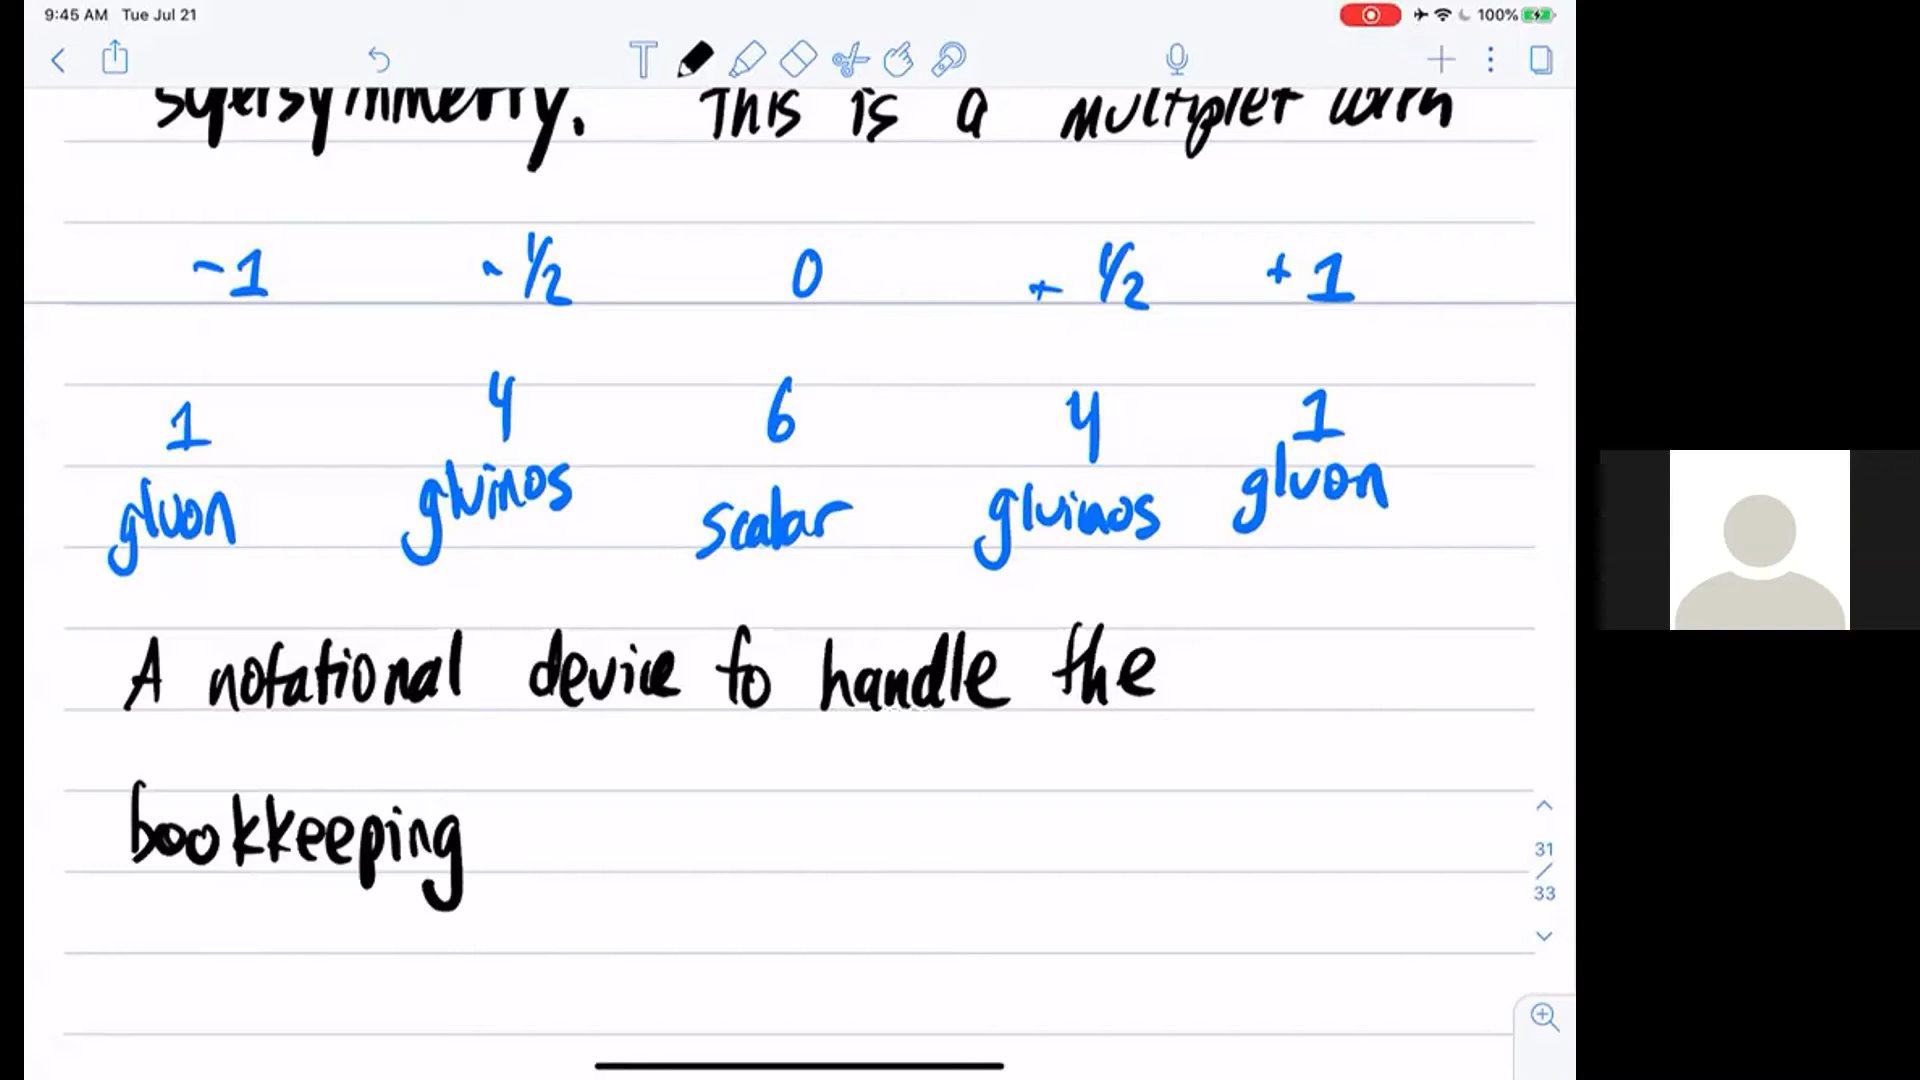 9:45 AM Tue Jul 21 100%
T
supersymmetry. This is a multiplet with
-1 -1/2 0 + 1/2 +1
1 4 6 4 1
gluon gluinos scalar gluinos gluon
A notational device to handle the
bookkeeping
31
/
33